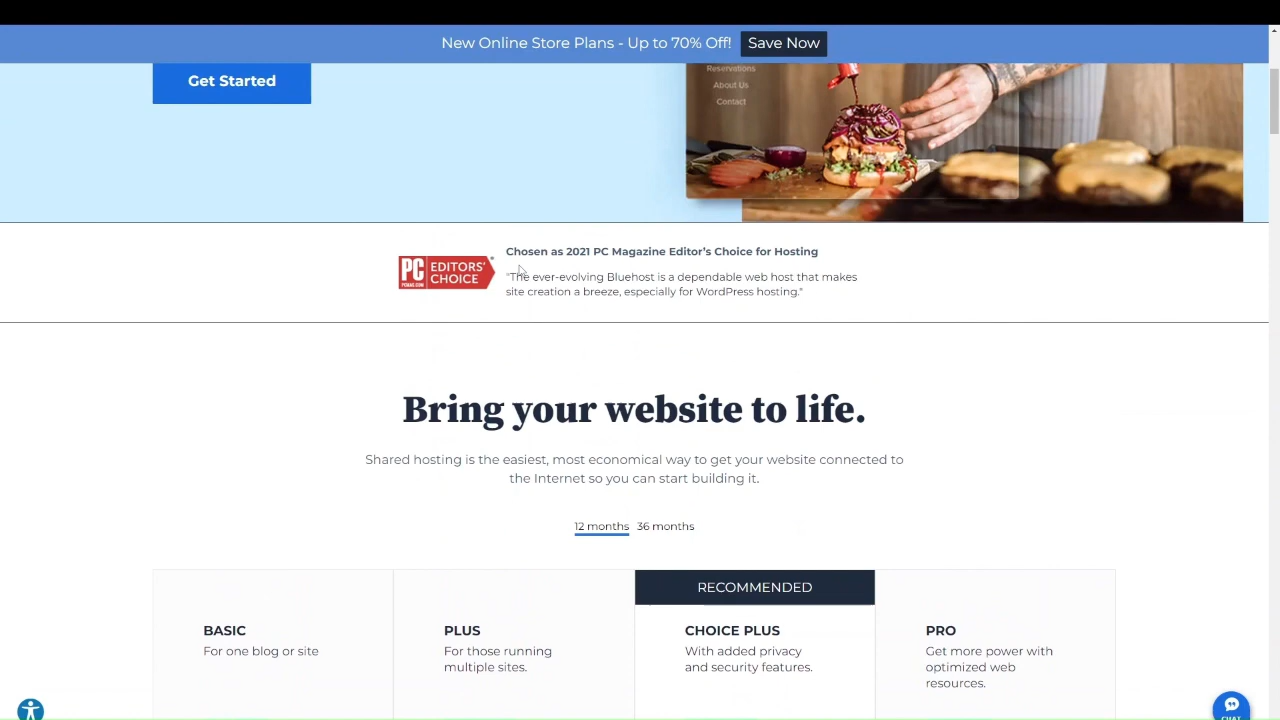 New Online Store Plans - Up to 70% Off! Save Now
Get Started
Reservations
About Us
Contact
PC EDITORS' CHOICE
PCMAG.COM
Chosen as 2021 PC Magazine Editor's Choice for Hosting
"The ever-evolving Bluehost is a dependable web host that makes
site creation a breeze, especially for WordPress hosting."
Bring your website to life.
Shared hosting is the easiest, most economical way to get your website connected to
the Internet so you can start building it.
12 months 36 months
RECOMMENDED
BASIC
For one blog or site
PLUS
For those running
multiple sites.
CHOICE PLUS
With added privacy
and security features.
PRO
Get more power with
optimized web
resources.
CHAT